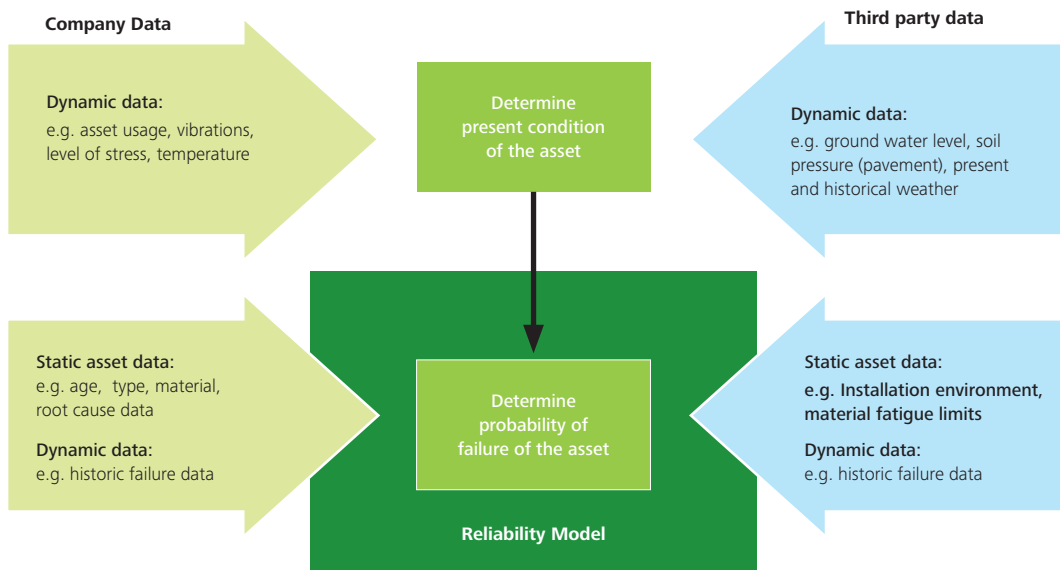 Company Data
Third party data
Dynamic data:
e.g. asset usage, vibrations,
level of stress, temperature
Determine
present condition
of the asset
Dynamic data:
e.g. ground water level, soil
pressure (pavement), present
and historical weather
Static asset data:
e.g. age, type, material,
root cause data
Dynamic data:
e.g. historic failure data
Determine
probability of
failure of the asset
Static asset data:
e.g. Installation environment,
material fatigue limits
Dynamic data:
e.g. historic failure data
Reliability Model